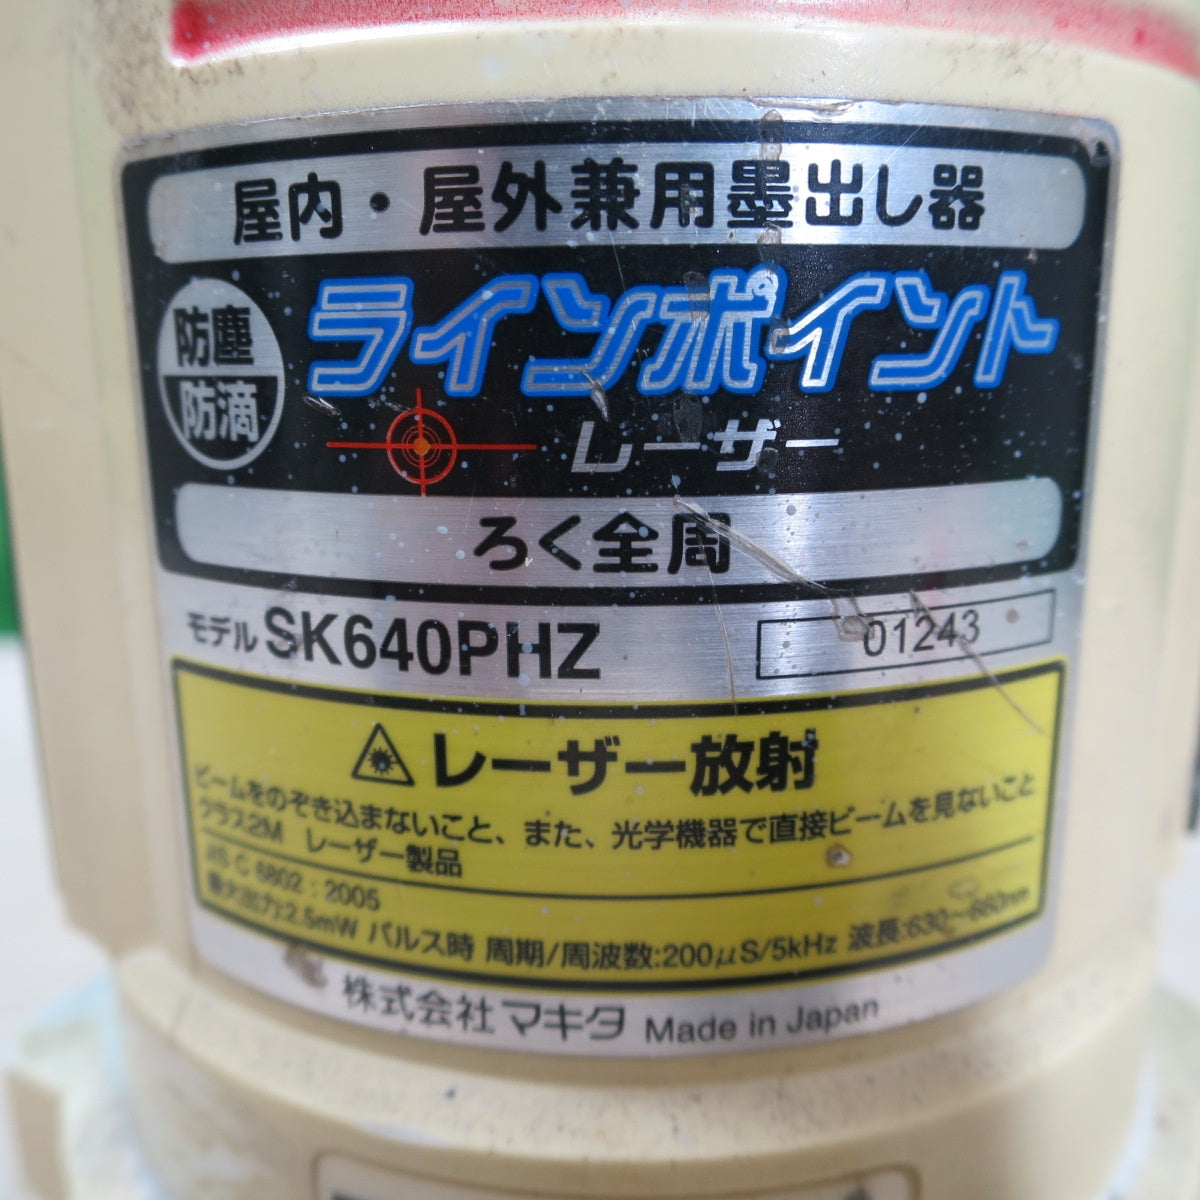 屋内・屋外兼用墨出し器
防塵
防滴
ラインポイント
レーザー
ろく全周
モデル SK640PHZ
01243
レーザー放射
ビームをのぞき込まないこと、また、光学機器で直接ビームを見ないこと
クラス2M レーザー製品
JIS C 6802 : 2005
最大出力:2.5mW パルス時 周期/周波数:200μS/5kHz 波長:630~660nm
株式会社 マキタ Made in Japan